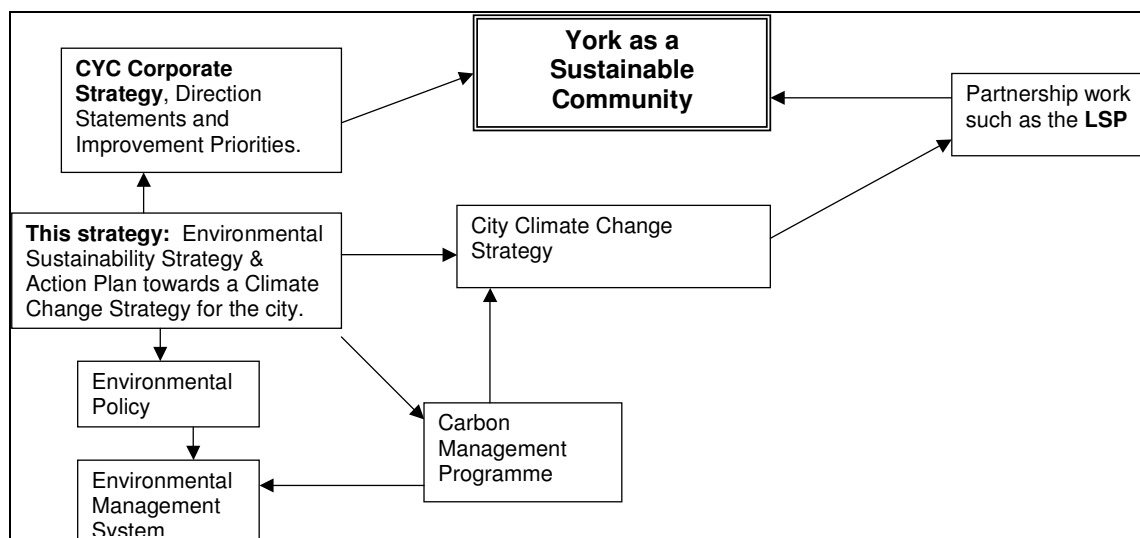 York as a
Sustainable
Community
CYC Corporate
Strategy, Direction
Statements and
Improvement Priorities.
Partnership work
such as the LSP
This strategy: Environmental
Sustainability Strategy &
Action Plan towards a Climate
Change Strategy for the city.
City Climate Change
Strategy
Environmental
Policy
Carbon
Management
Programme
Environmental
Management
System